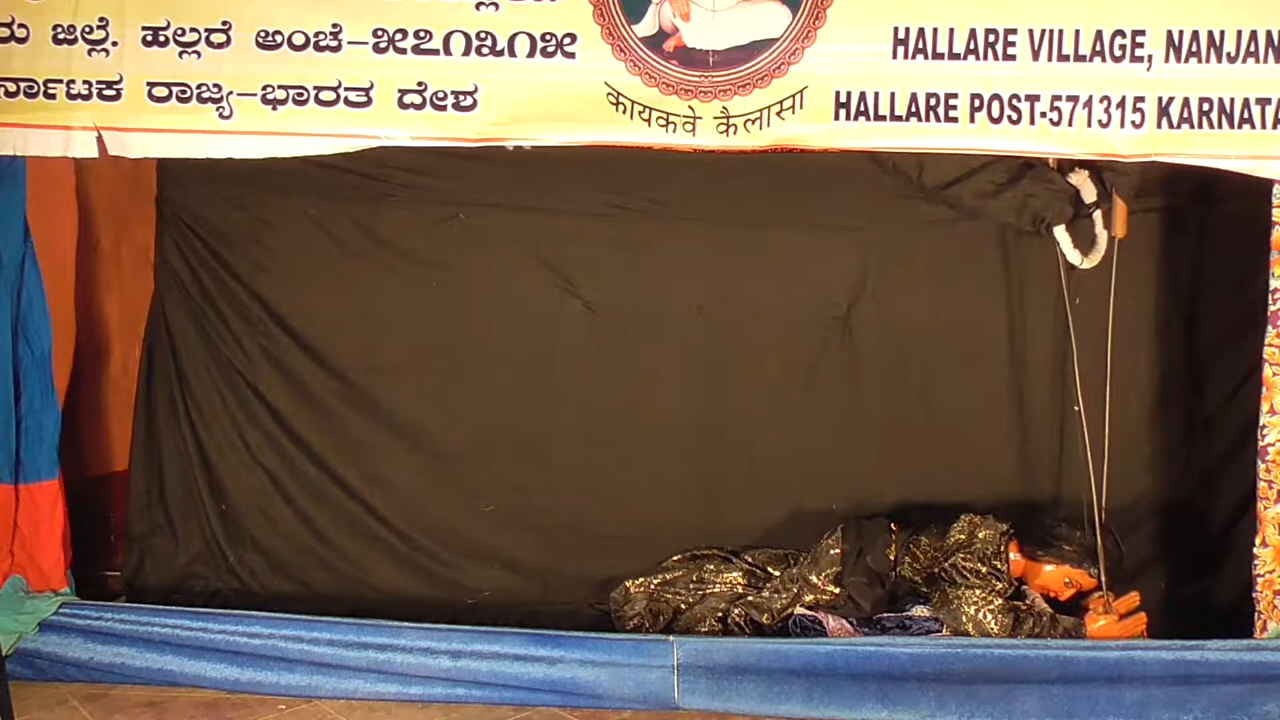 ರು ಜಿಲ್ಲೆ. ಹಲ್ಲರೆ ಅಂಚೆ-೫೭೧೩೧೫
ರ್ನಾಟಕ ರಾಜ್ಯ-ಭಾರತ ದೇಶ
कायकवे कैलासा
HALLARE VILLAGE, NANJAN
HALLARE POST-571315 KARNATA